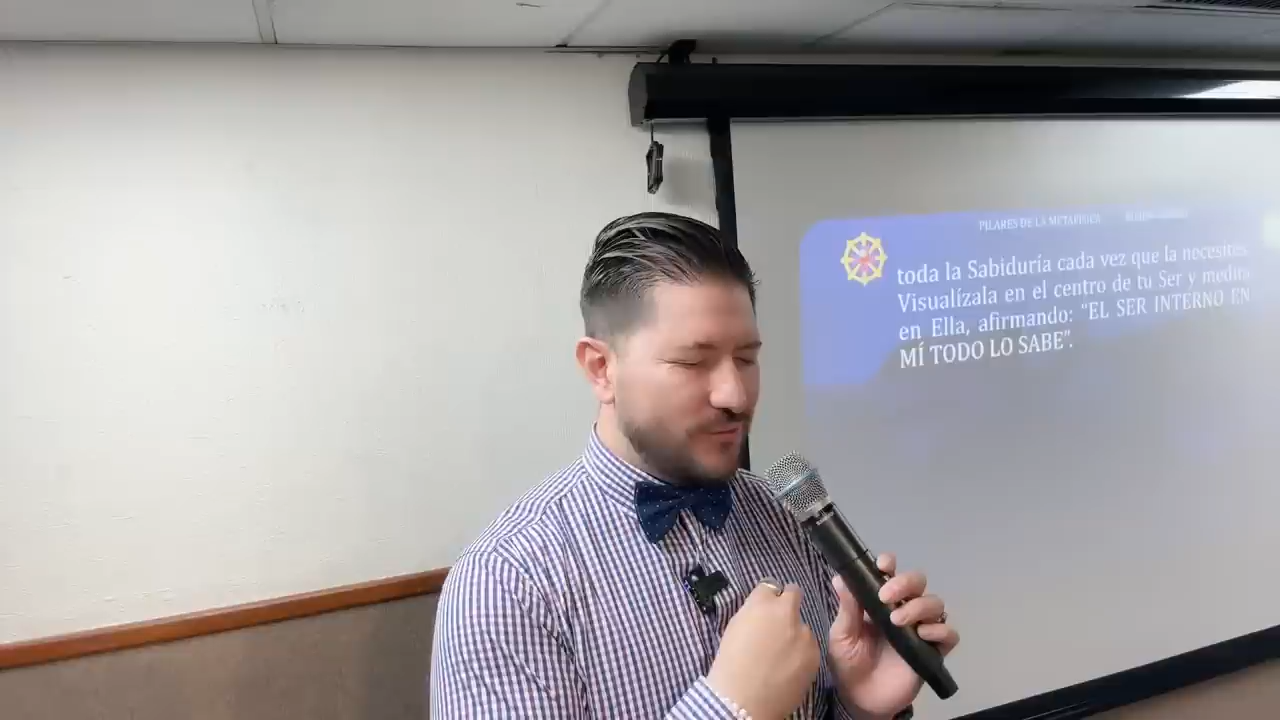 PILARES DE LA METAFÍSICA
toda la Sabiduría cada vez que la necesites.
Visualízala en el centro de tu Ser y medita
en Ella, afirmando: "EL SER INTERNO EN
MÍ TODO LO SABE".